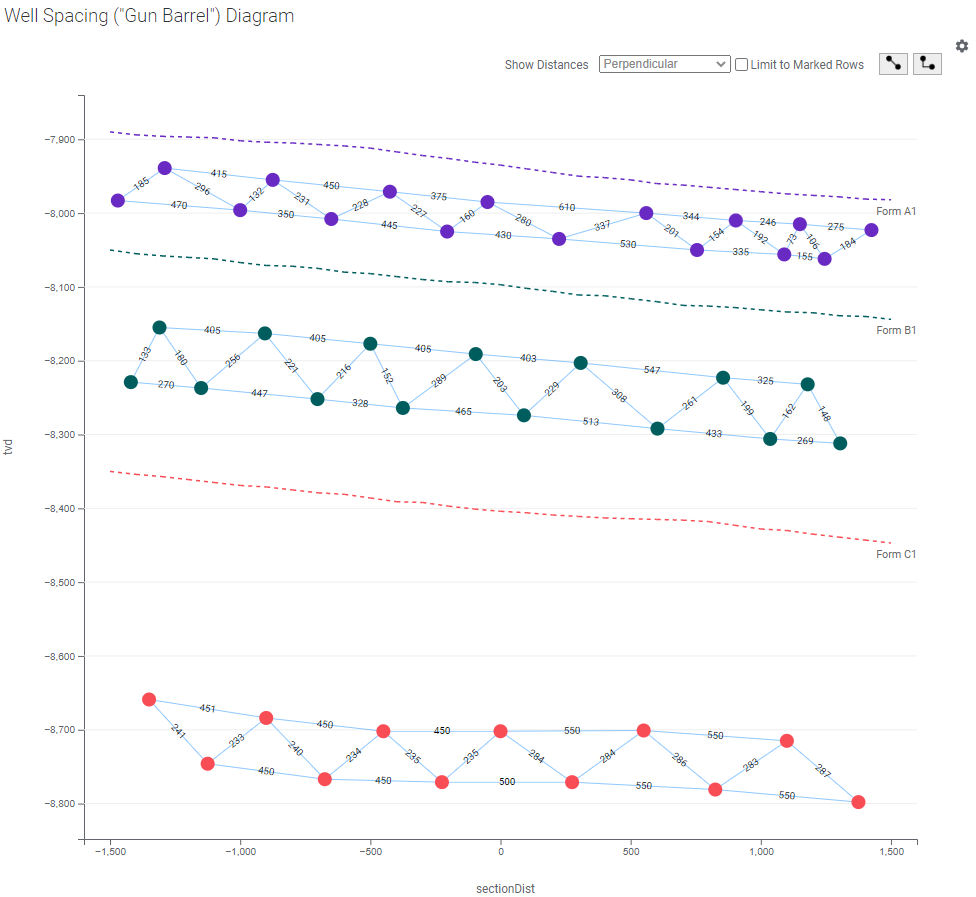 Well Spacing ("Gun Barrel") Diagram
Show Distances Perpendicular Limit to Marked Rows
−7,900
415
185 296 132 450
231 228 375
470 350 227 160 610
−8,000
445 280 337 344 246 275
430 201 154 192 73 106 184
530 335 155
Form A1
−8,100
Form B1
−8,200
405 405 405 403 547 325
133 180 256 221 216 152 289 203 229 308 261 199 162 148
270 447 328 465 513 433 269
−8,300
tvd
−8,400
−8,500
Form C1
−8,600
−8,700
451 450 450 550 550
241 233 240 234 235 235 284 284 286 283 287
450 450 500 550 550
−8,800
−1,500 −1,000 −500 0 500 1,000 1,500
sectionDist